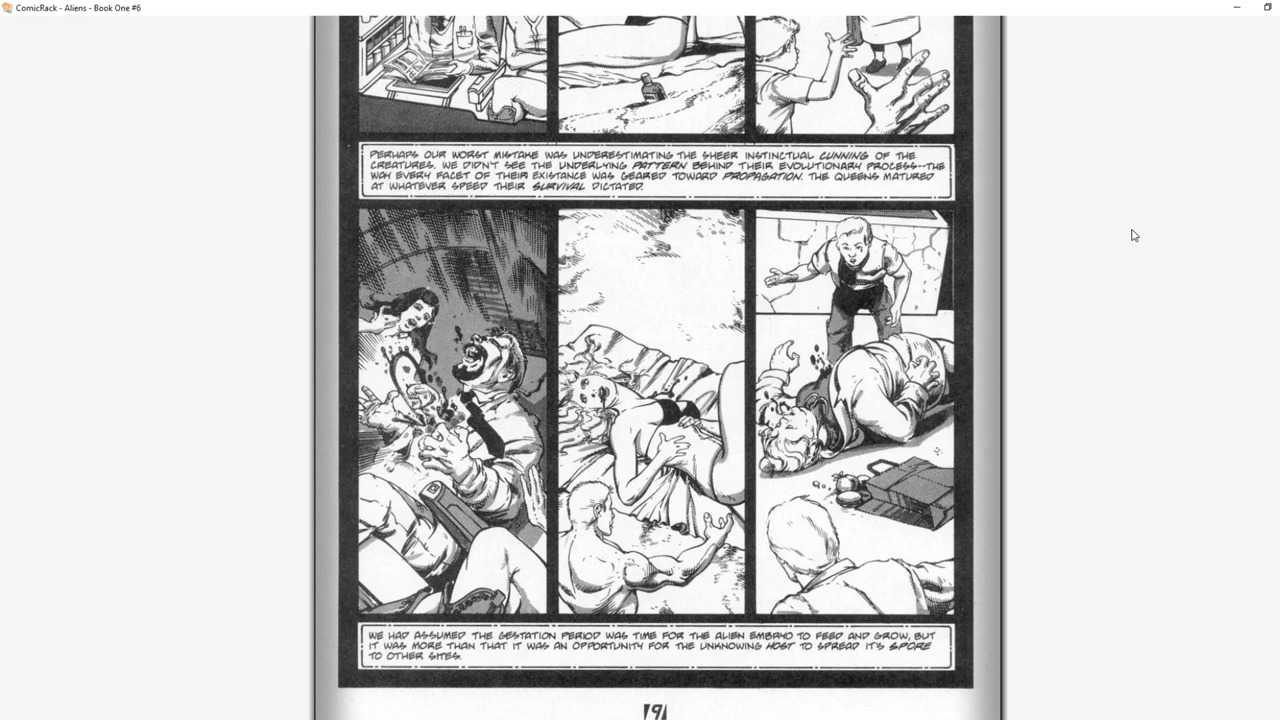 ComicRack - Aliens - Book One #6
PERHAPS OUR WORST MISTAKE WAS UNDERESTIMATING THE SHEER INSTINCTUAL CUNNING OF THE
CREATURES. WE DIDN'T SEE THE UNDERLYING PATTERN BEHIND THEIR EVOLUTIONARY PROCESS--THE
WAY EVERY FACET OF THEIR EXISTANCE WAS GEARED TOWARD PROPAGATION. THE QUEENS MATURED
AT WHATEVER SPEED THEIR SURVIVAL DICTATED.
WE HAD ASSUMED THE GESTATION PERIOD WAS TIME FOR THE ALIEN EMBRYO TO FEED AND GROW, BUT
IT WAS MORE THAN THAT IT WAS AN OPPORTUNITY FOR THE UNKNOWING HOST TO SPREAD IT'S SPORE
TO OTHER SITES.
19